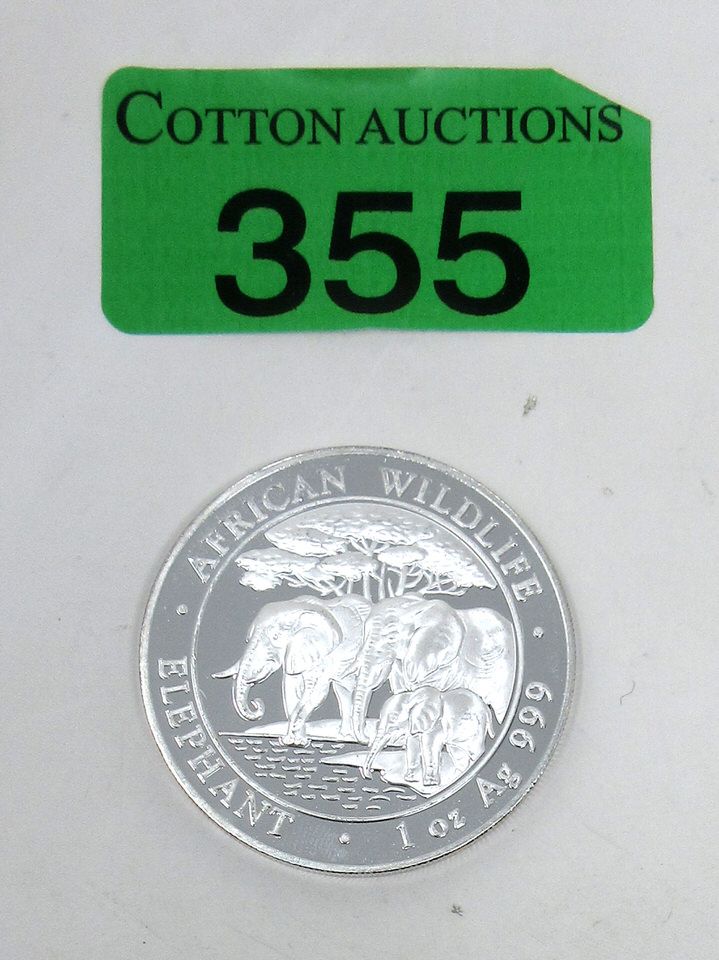 COTTON AUCTIONS
355
AFRICAN WILDLIFE
ELEPHANT · 1 oz Ag 999